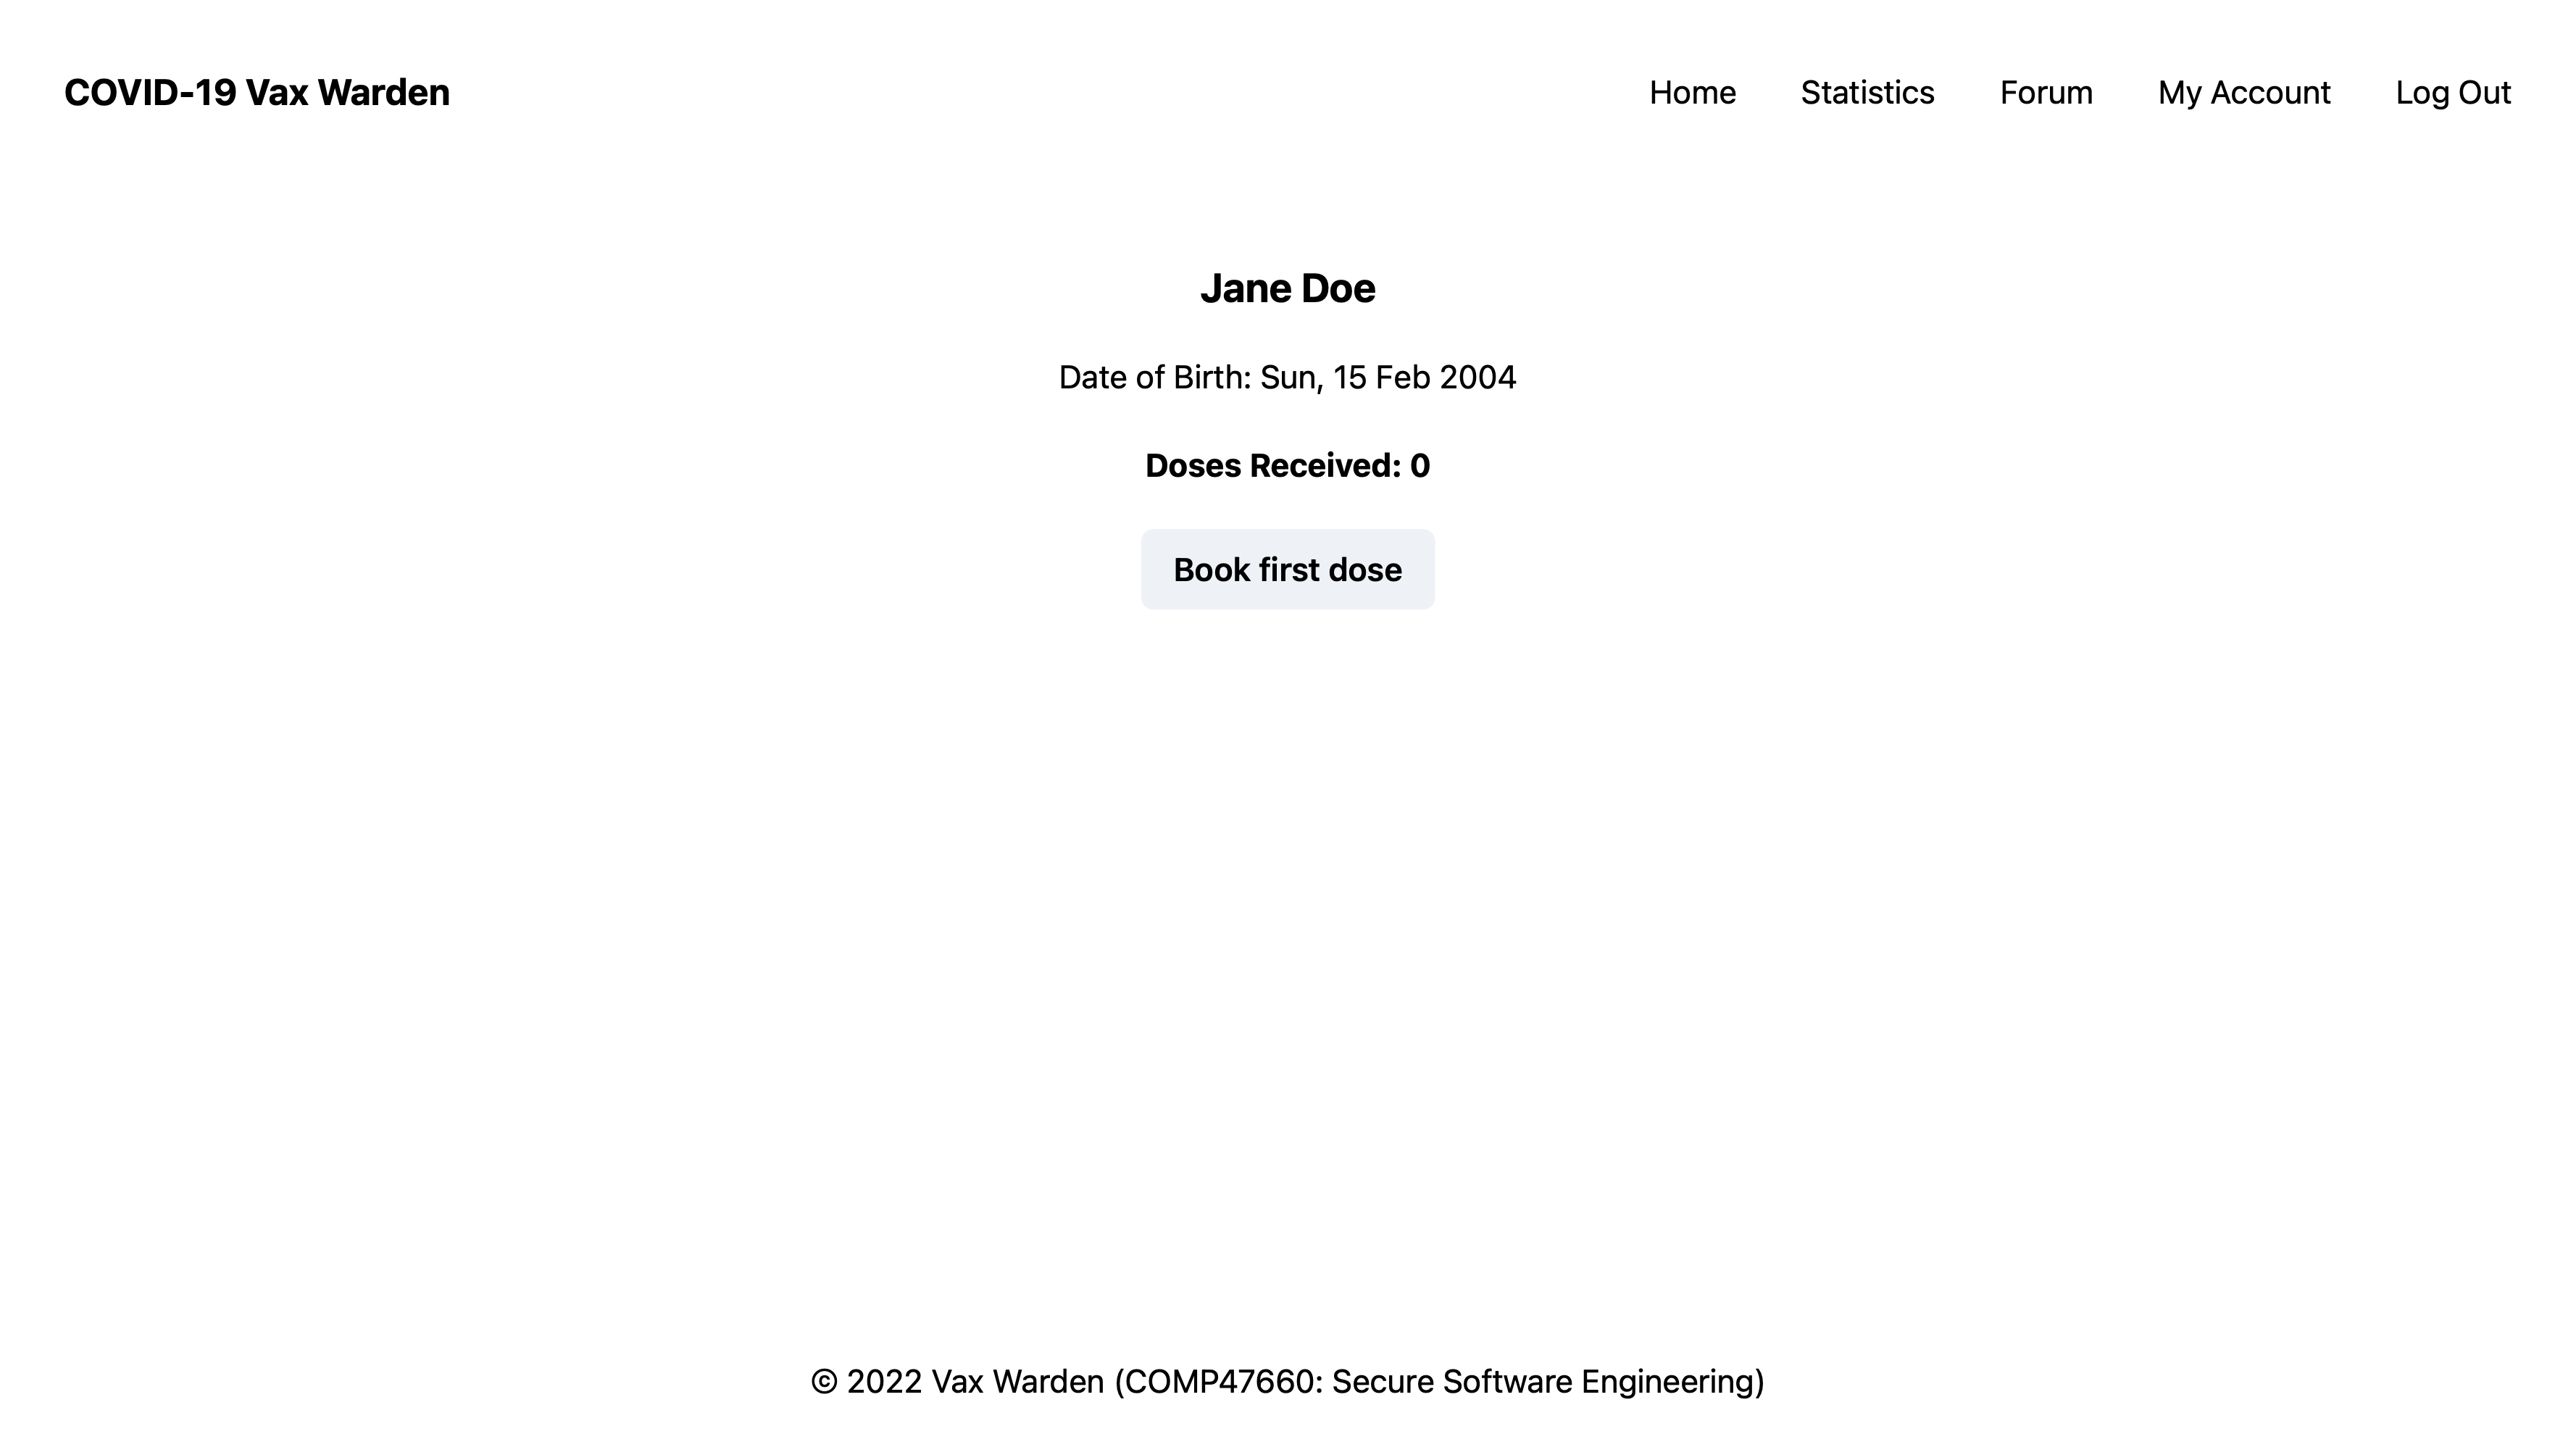 COVID-19 Vax Warden
Home Statistics Forum My Account Log Out
Jane Doe
Date of Birth: Sun, 15 Feb 2004
Doses Received: 0
Book first dose
© 2022 Vax Warden (COMP47660: Secure Software Engineering)